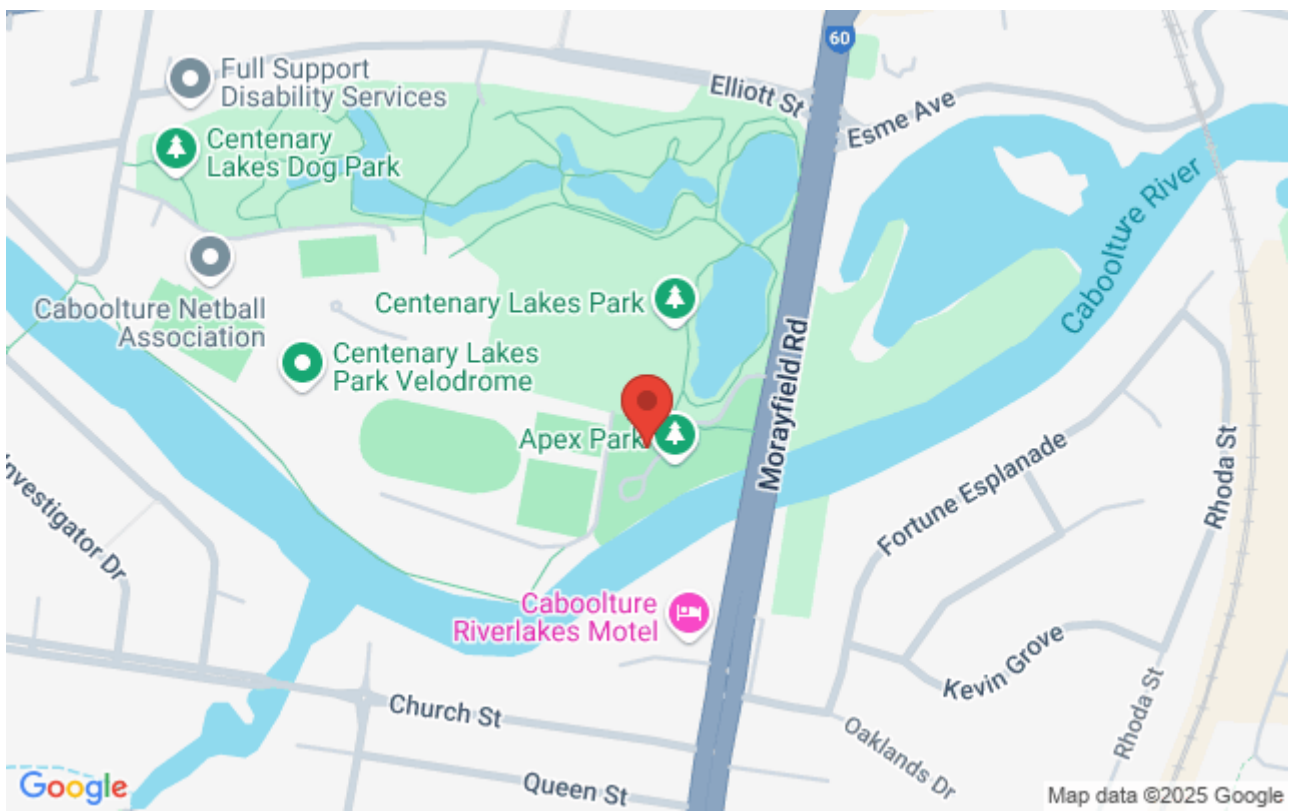 60
Full Support
Disability Services
Elliott St
Esme Ave
Centenary
Lakes Dog Park
Caboolture River
Caboolture Netball
Association
Centenary Lakes Park
Morayfield Rd
Centenary Lakes
Park Velodrome
Apex Park
Fortune Esplanade
Rhoda St
Investigator Dr
Caboolture
Riverlakes Motel
Kevin Grove
Rhoda St
Church St
Oaklands Dr
Queen St
Google
Map data ©2025 Google